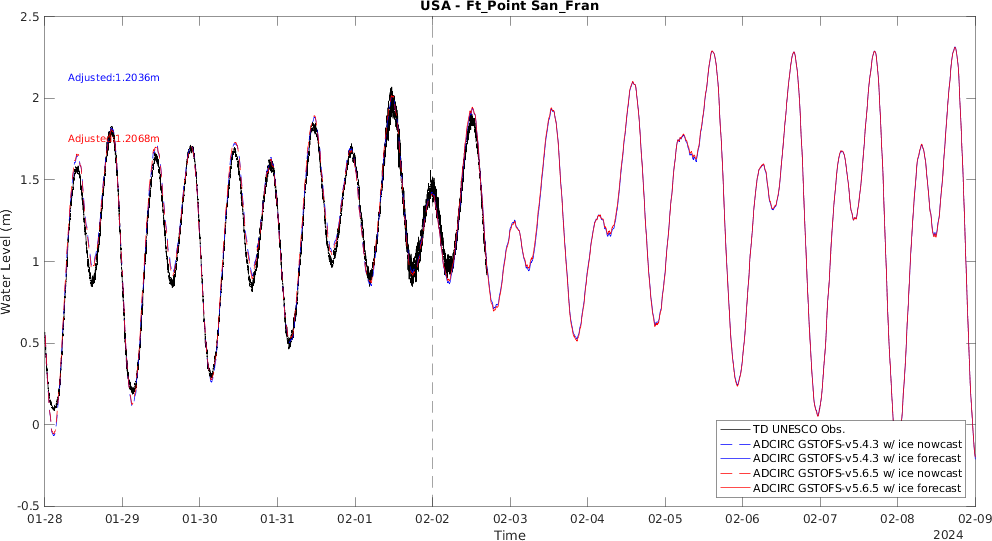 USA - Ft_Point San_Fran
2.5
2
1.5
1
0.5
0
-0.5
Water Level (m)
Adjusted:1.2036m
Adjusted:1.2068m
TD UNESCO Obs.
ADCIRC GSTOFS-v5.4.3 w/ ice nowcast
ADCIRC GSTOFS-v5.4.3 w/ ice forecast
ADCIRC GSTOFS-v5.6.5 w/ ice nowcast
ADCIRC GSTOFS-v5.6.5 w/ ice forecast
01-28 01-29 01-30 01-31 02-01 02-02 02-03 02-04 02-05 02-06 02-07 02-08 02-09
Time
2024